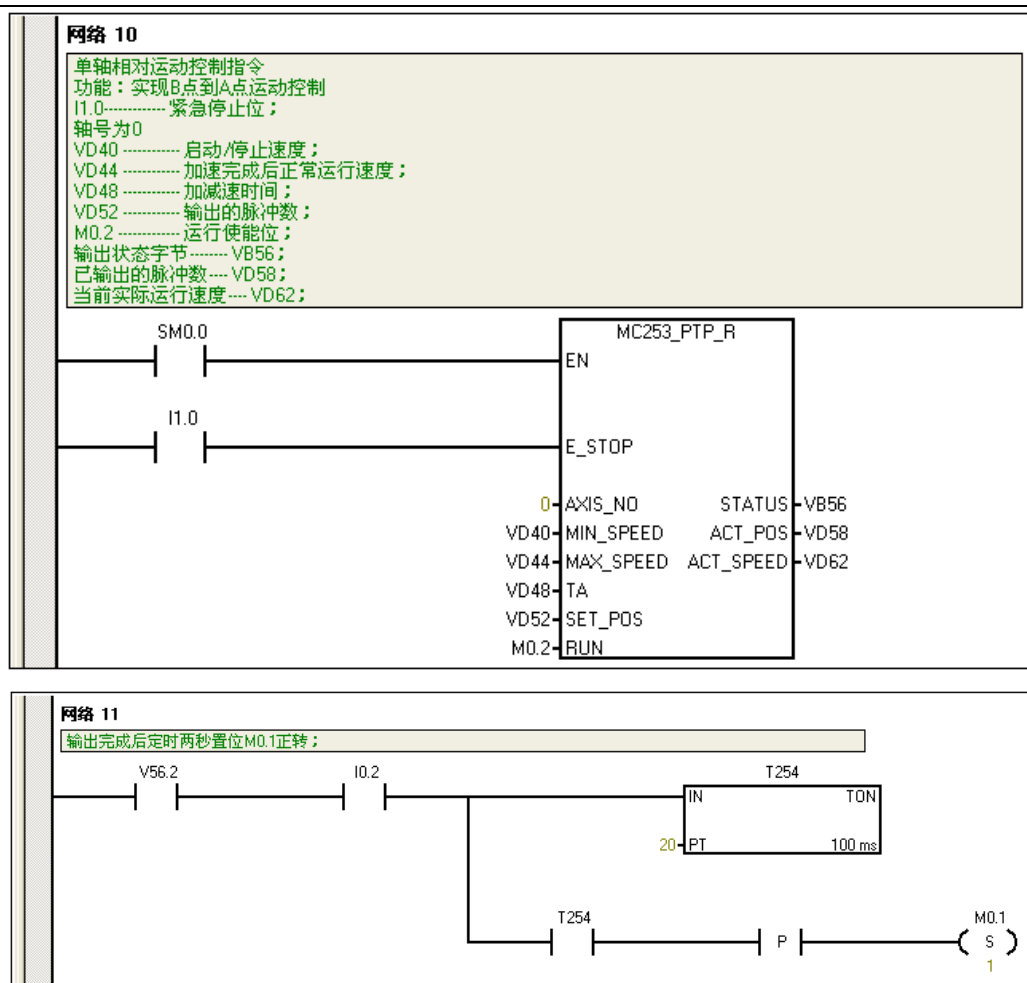 网络 10
单轴相对运动控制指令
功能：实现B点到A点运动控制
I1.0------------ 紧急停止位；
轴号为0
VD40 ----------- 启动/停止速度；
VD44 ----------- 加速完成后正常运行速度；
VD48 ----------- 加减速时间；
VD52 ----------- 输出的脉冲数；
M0.2 ------------ 运行使能位；
输出状态字节-------- VB56；
已输出的脉冲数---- VD58；
当前实际运行速度---- VD62；
SM0.0
MC253_PTP_R
EN
I1.0
E_STOP
0 AXIS_NO STATUS VB56
VD40 MIN_SPEED ACT_POS VD58
VD44 MAX_SPEED ACT_SPEED VD62
VD48 TA
VD52 SET_POS
M0.2 RUN
网络 11
输出完成后定时两秒置位M0.1正转；
V56.2 I0.2 T254
IN TON
20 PT 100 ms
T254 M0.1
P S
1